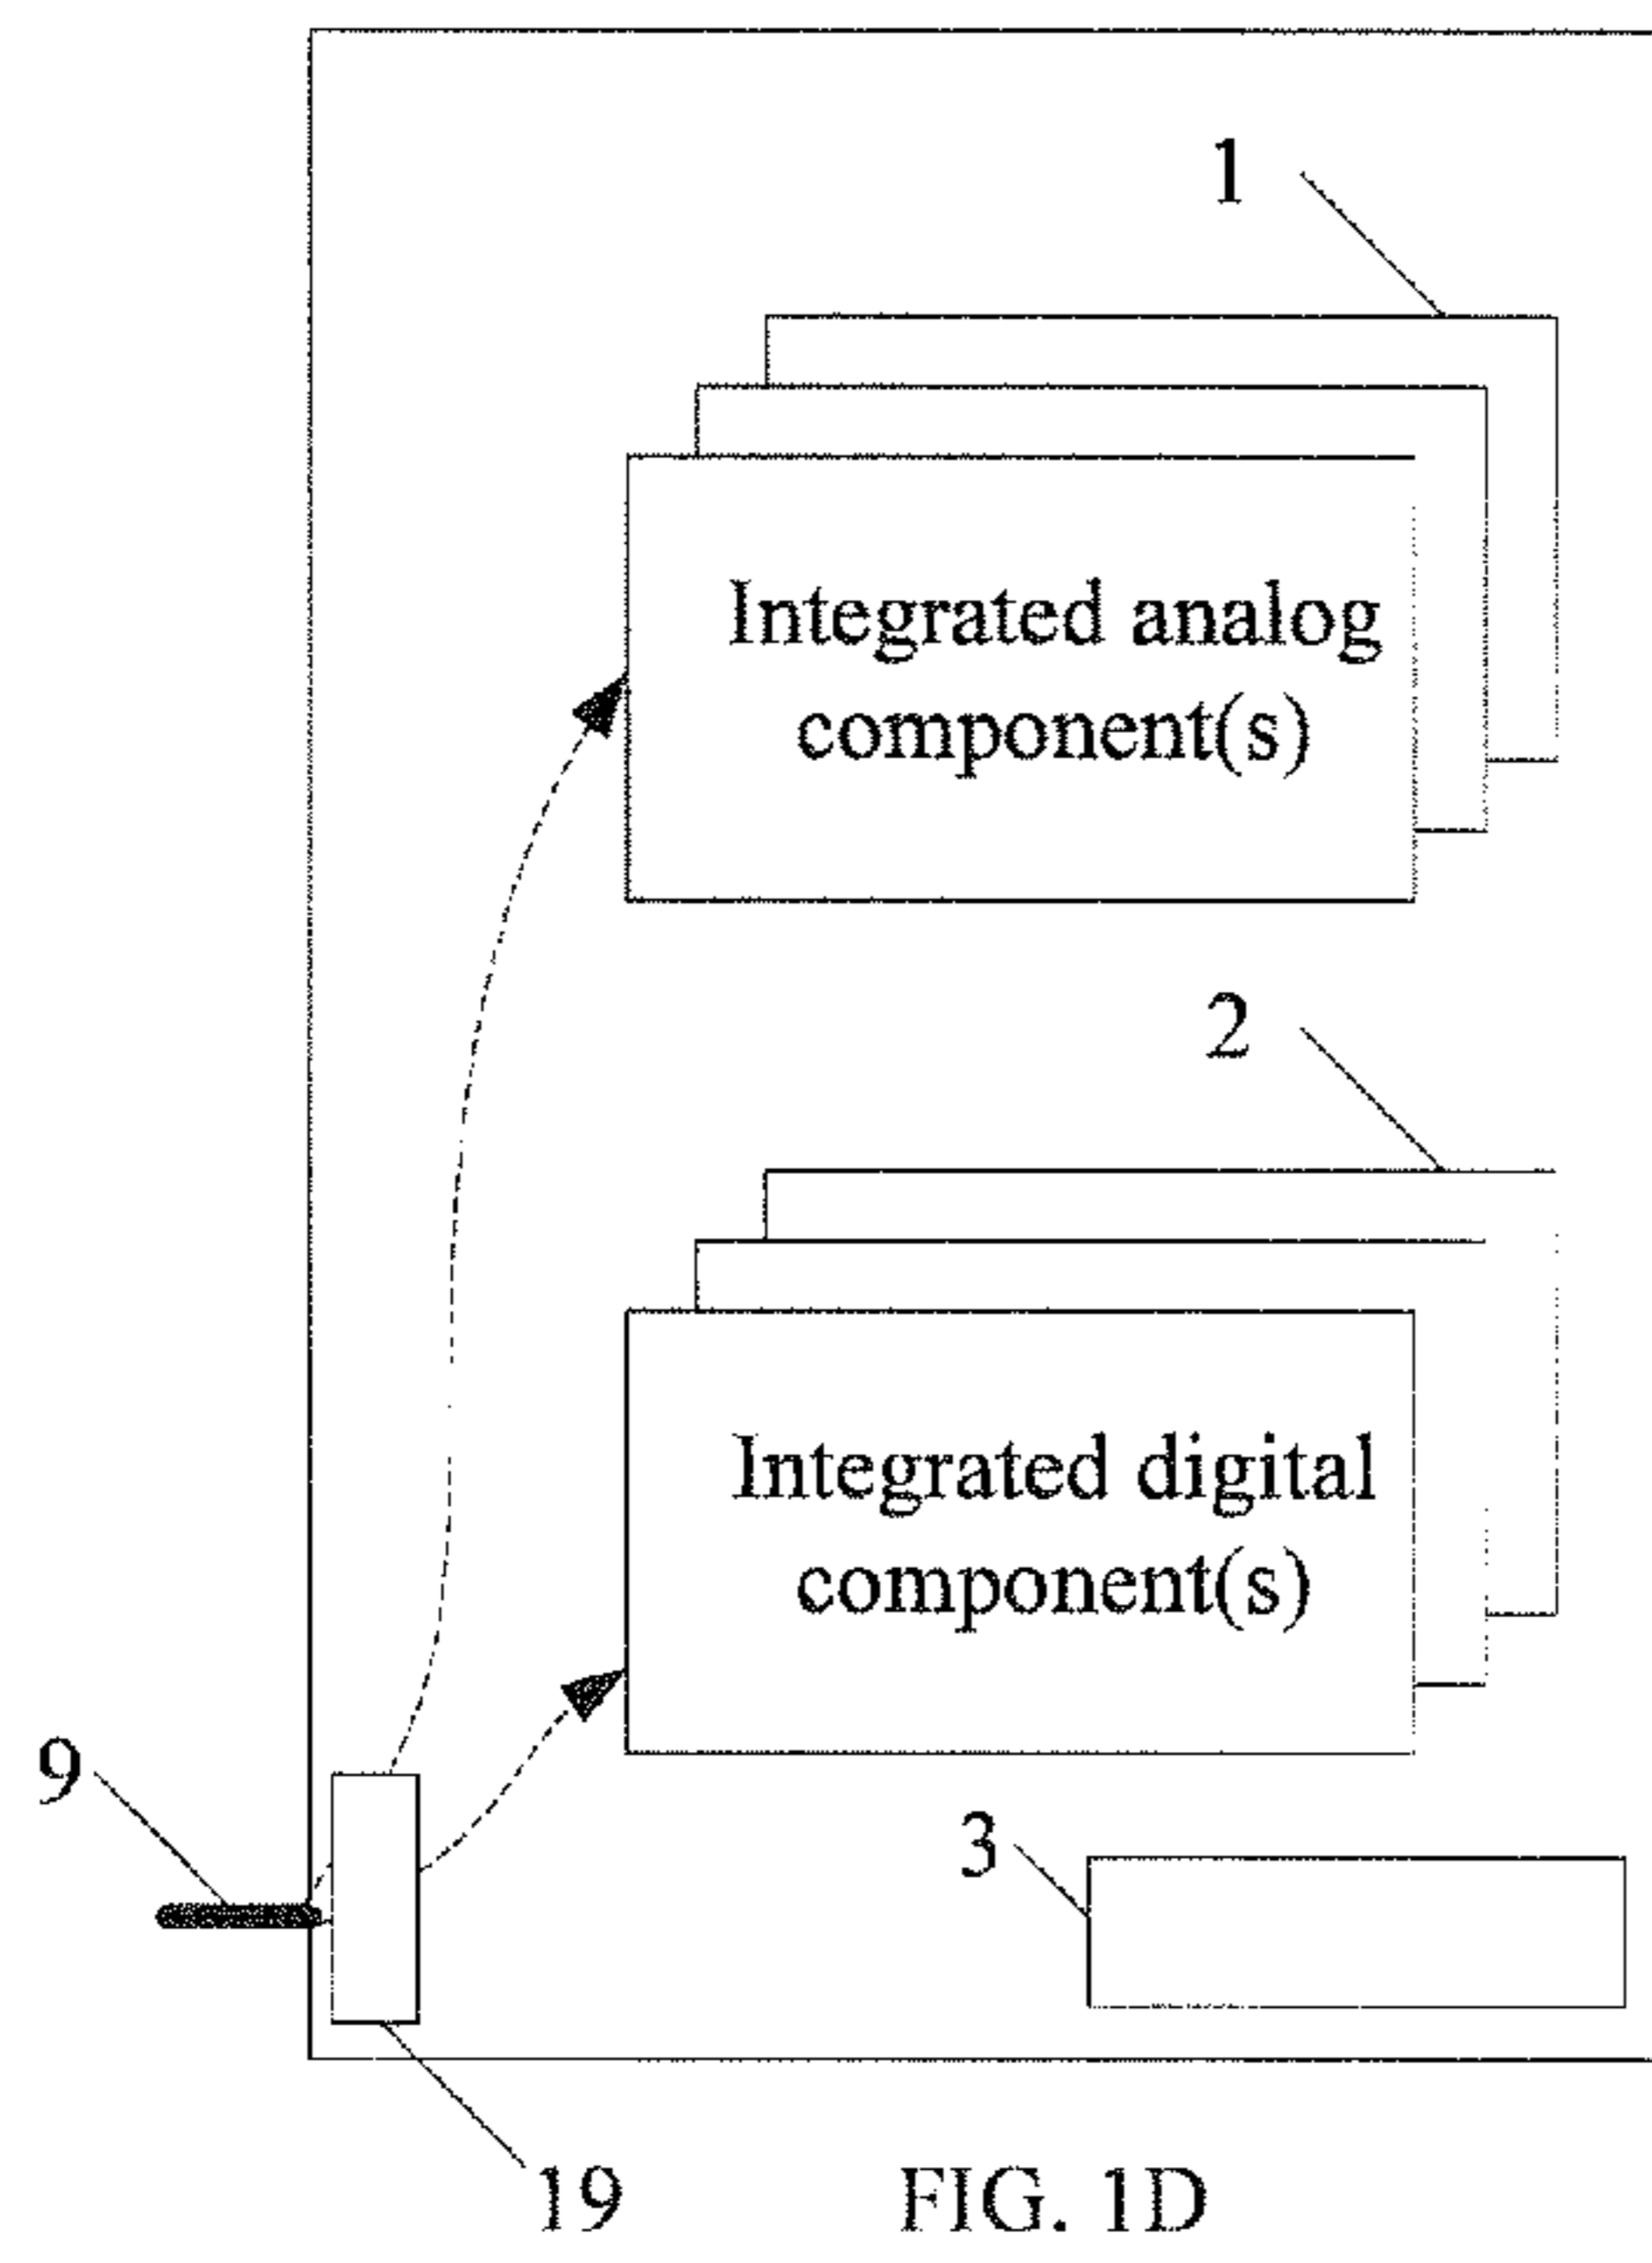 1
Integrated analog
component(s)
2
Integrated digital
component(s)
9
3
19
FIG. 1D